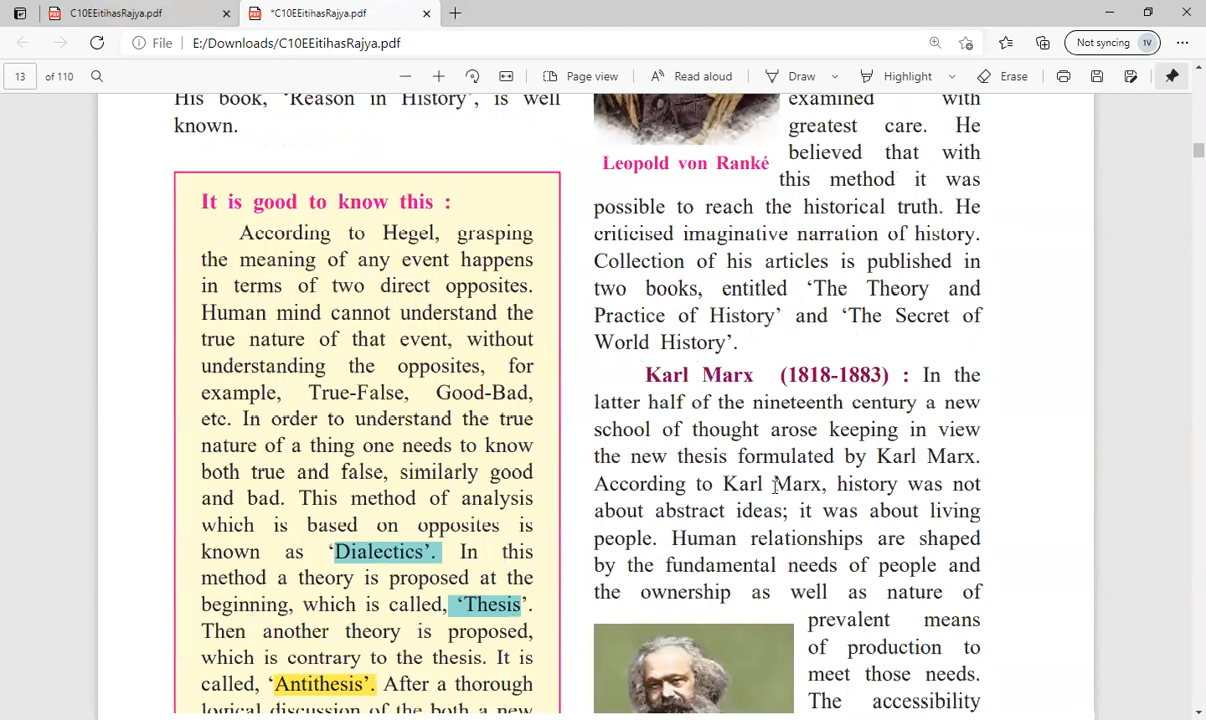 C10EEitihasRajya.pdf
*C10EEitihasRajya.pdf
File
E:/Downloads/C10EEitihasRajya.pdf
Not syncing
1V
13
of 110
Page view
Read aloud
Draw
Highlight
Erase
His book, ‘Reason in History’, is well
known.
It is good to know this :
According to Hegel, grasping
the meaning of any event happens
in terms of two direct opposites.
Human mind cannot understand the
true nature of that event, without
understanding the opposites, for
example, True-False, Good-Bad,
etc. In order to understand the true
nature of a thing one needs to know
both true and false, similarly good
and bad. This method of analysis
which is based on opposites is
known as ‘Dialectics’. In this
method a theory is proposed at the
beginning, which is called, ‘Thesis’.
Then another theory is proposed,
which is contrary to the thesis. It is
called, ‘Antithesis’. After a thorough
logical discussion of the both a new
Leopold von Ranké
examined with
greatest care. He
believed that with
this method it was
possible to reach the historical truth. He
criticised imaginative narration of history.
Collection of his articles is published in
two books, entitled ‘The Theory and
Practice of History’ and ‘The Secret of
World History’.
Karl Marx (1818-1883) : In the
latter half of the nineteenth century a new
school of thought arose keeping in view
the new thesis formulated by Karl Marx.
According to Karl Marx, history was not
about abstract ideas; it was about living
people. Human relationships are shaped
by the fundamental needs of people and
the ownership as well as nature of
prevalent means
of production to
meet those needs.
The accessibility